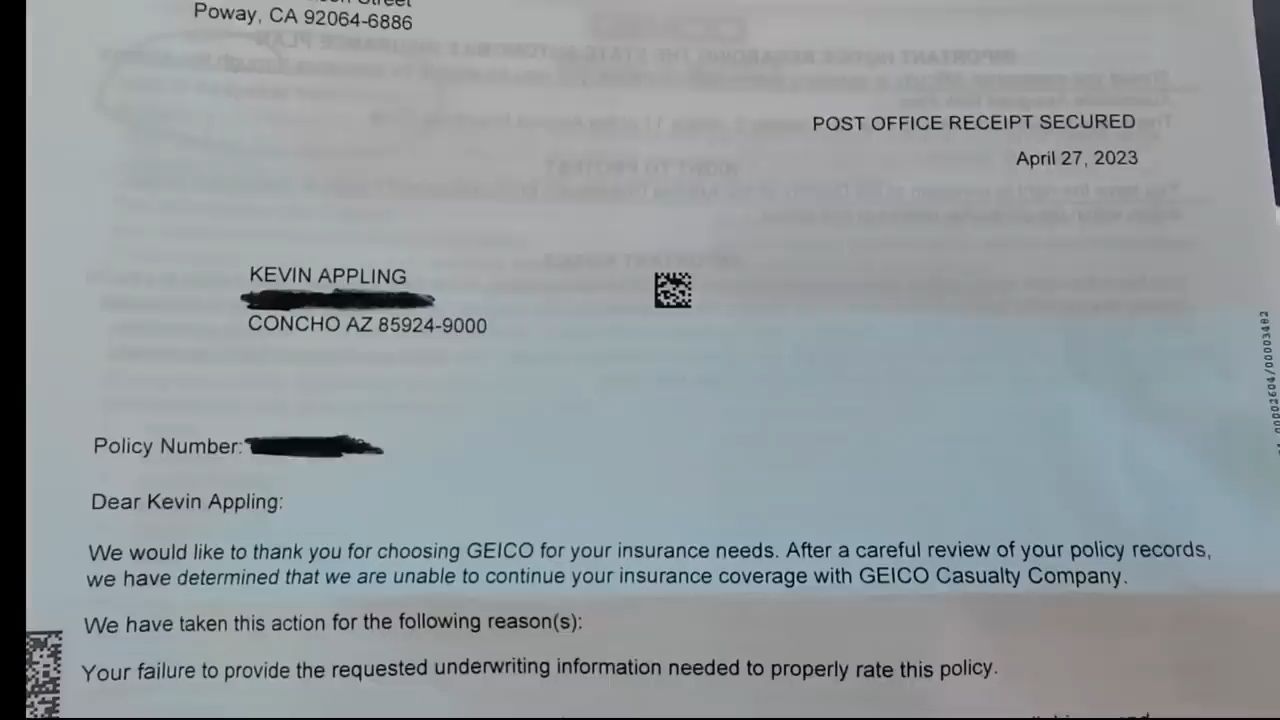 Street
Poway, CA 92064-6886
POST OFFICE RECEIPT SECURED
April 27, 2023
KEVIN APPLING
CONCHO AZ 85924-9000
Policy Number:
Dear Kevin Appling:
We would like to thank you for choosing GEICO for your insurance needs. After a careful review of your policy records,
we have determined that we are unable to continue your insurance coverage with GEICO Casualty Company.
We have taken this action for the following reason(s):
Your failure to provide the requested underwriting information needed to properly rate this policy.